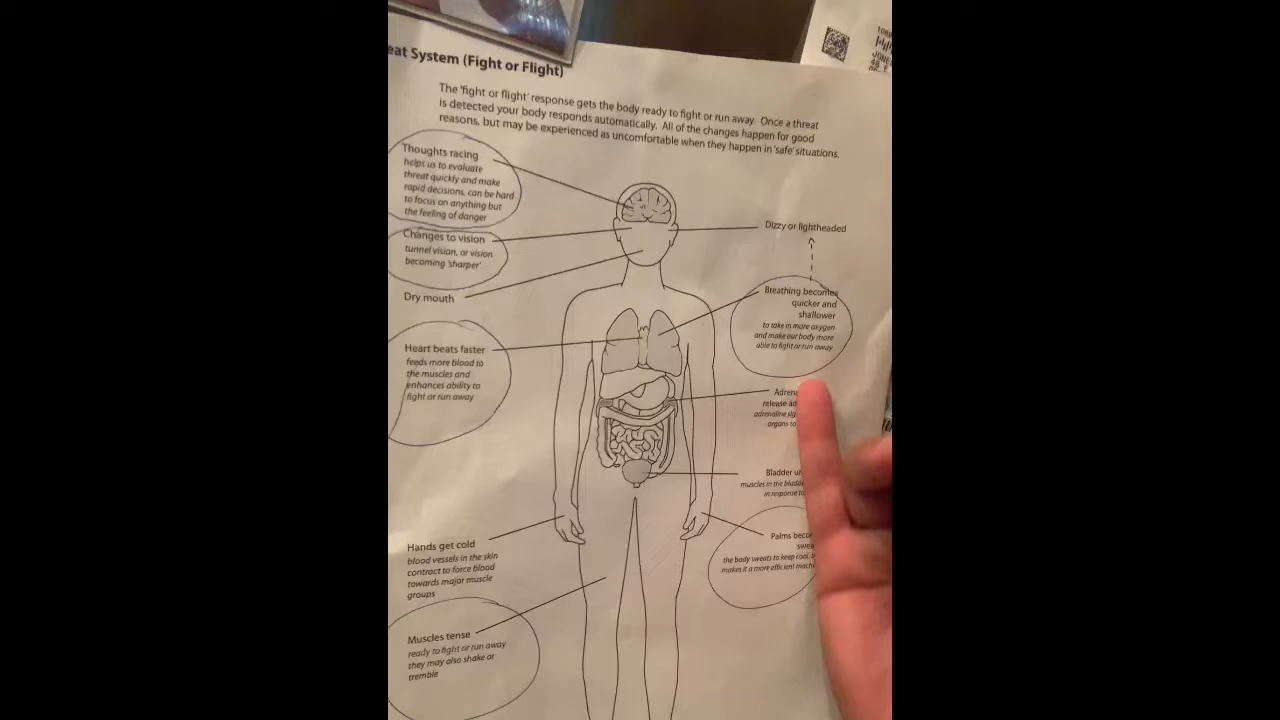 eat System (Fight or Flight)
The 'fight or flight' response gets the body ready to fight or run away. Once a threat
is detected your body responds automatically. All of the changes happen for good
reasons, but may be experienced as uncomfortable when they happen in 'safe' situations.
Thoughts racing
helps us to evaluate
threat quickly and make
rapid decisions, can be hard
to focus on anything but
the feeling of danger
Changes to vision
tunnel vision, or vision
becoming 'sharper'
Dry mouth
Heart beats faster
feeds more blood to
the muscles and
enhances ability to
fight or run away
Hands get cold
blood vessels in the skin
contract to force blood
towards major muscle
groups
Muscles tense
ready to fight or run away
they may also shake or
tremble
Dizzy or lightheaded
Breathing becomes
quicker and
shallower
to take in more oxygen
and make our body more
able to fight or run away
Adren
release ad
adrenaline sig
organs to
Bladder ur
muscles in the bladde
in response to
Palms beco
swea
the body sweats to keep cool,
makes it a more efficient mach